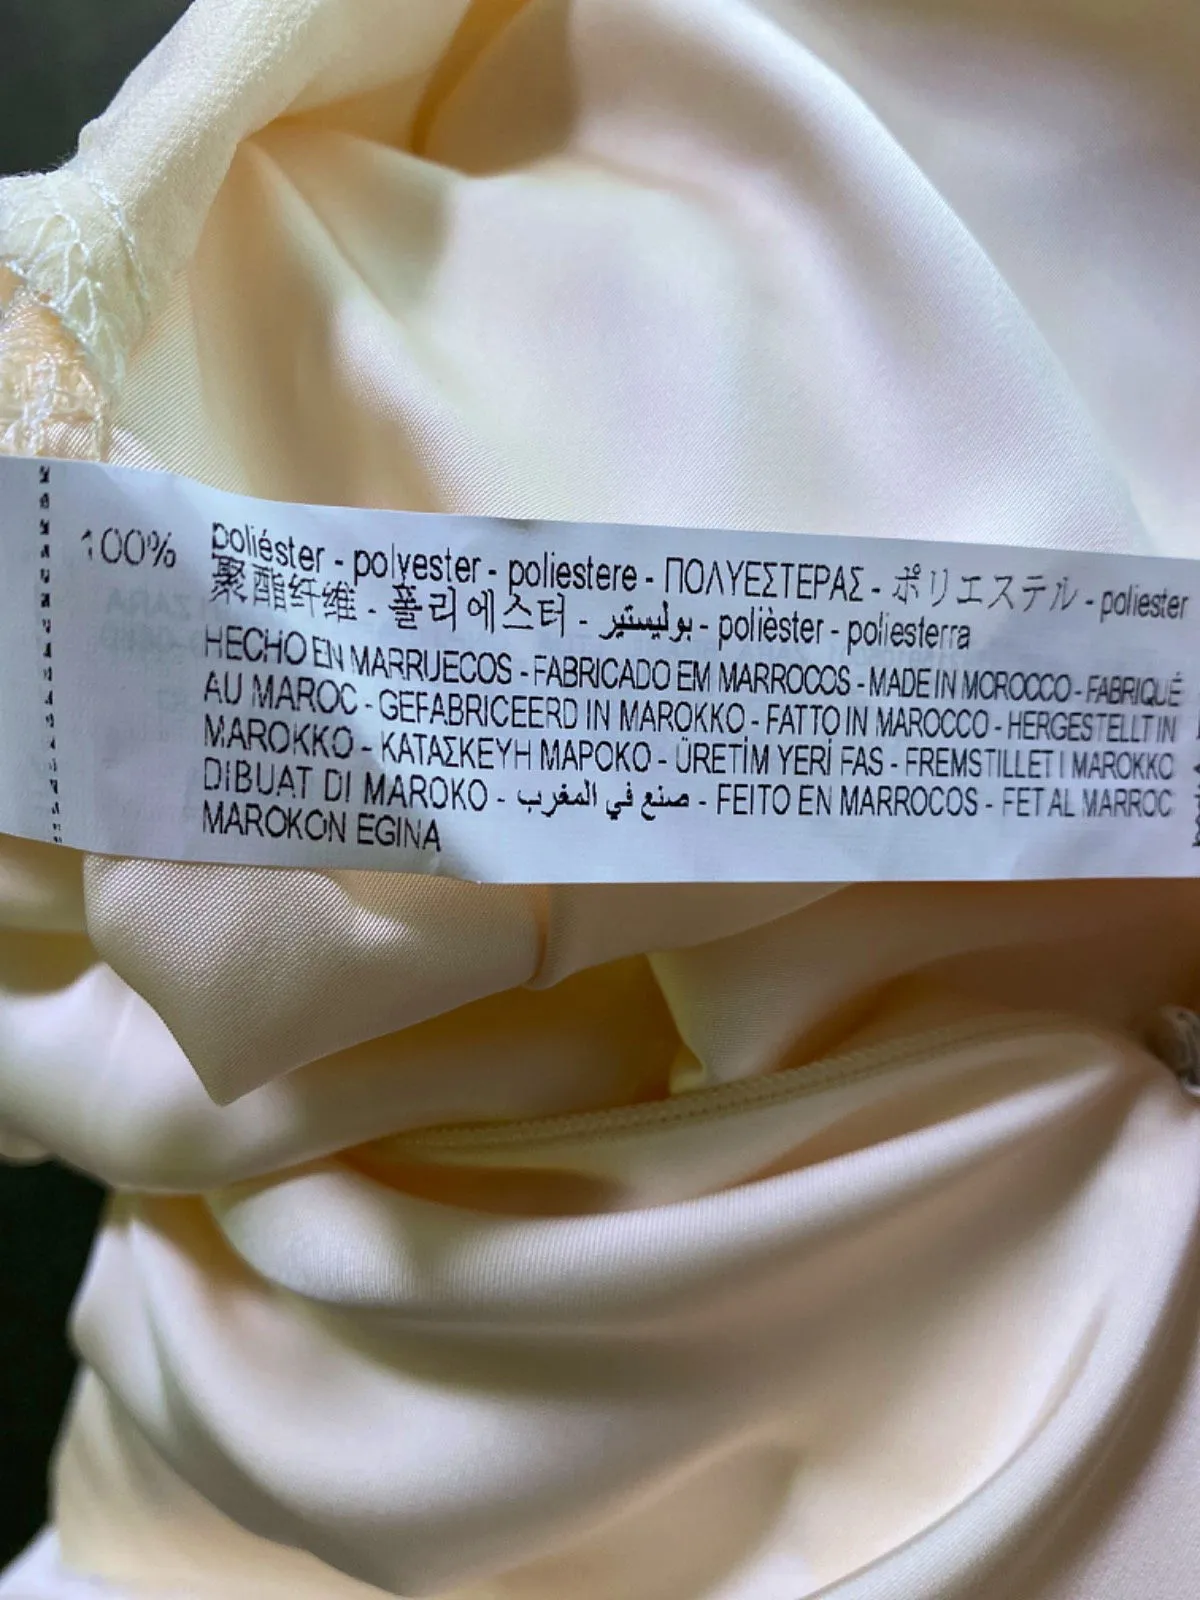 100% poliéster - polyester - poliestere - ΠΟΛΥΕΣΤΕΡΑΣ - ポリエステル - poliester
聚酯纤维 - 폴리에스터 - بوليستير - polièster - poliesterra
HECHO EN MARRUECOS - FABRICADO EM MARROCOS - MADE IN MOROCCO - FABRIQUÉ
AU MAROC - GEFABRICEERD IN MAROKKO - FATTO IN MAROCCO - HERGESTELLT IN
MAROKKO - ΚΑΤΑΣΚΕΥΗ ΜΑΡΟΚΟ - ÜRETİM YERİ FAS - FREMSTILLET I MAROKKO
DIBUAT DI MAROKO - صنع في المغرب - FEITO EN MARROCOS - FET AL MARROC
MAROKON EGINA